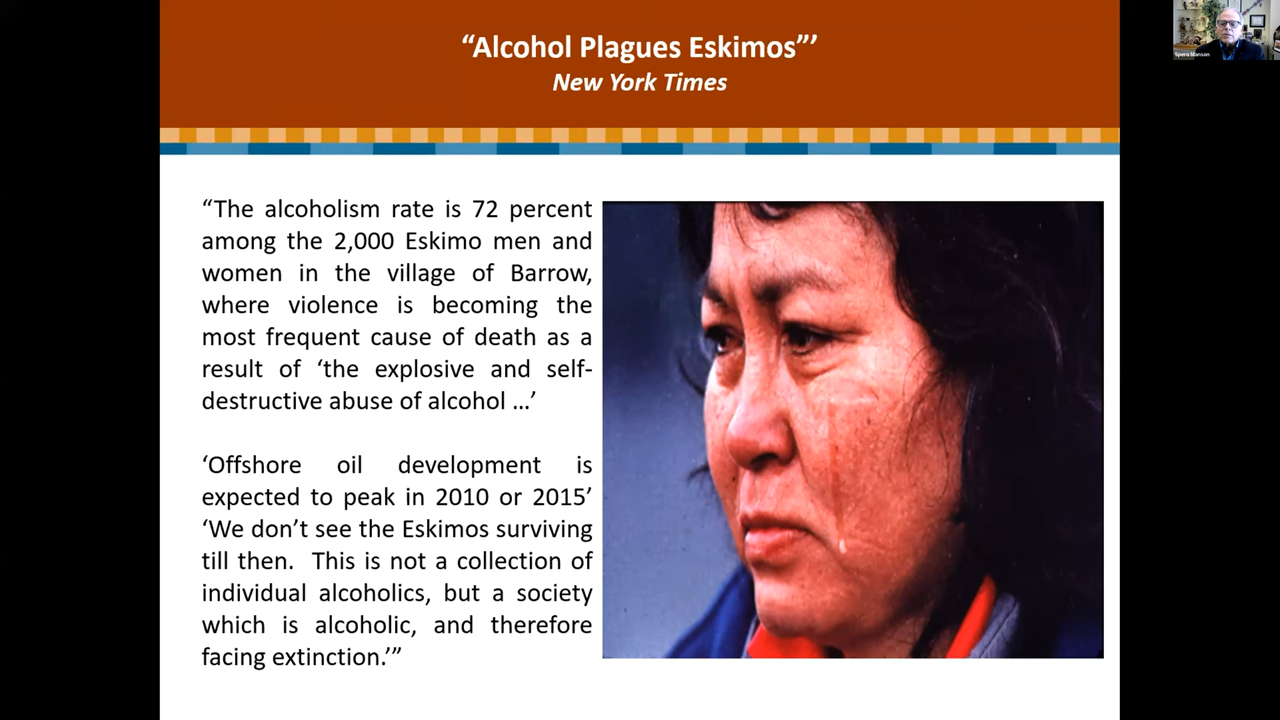 “Alcohol Plagues Eskimos”’
New York Times
Spero Manson
“The alcoholism rate is 72 percent
among the 2,000 Eskimo men and
women in the village of Barrow,
where violence is becoming the
most frequent cause of death as a
result of ‘the explosive and self-
destructive abuse of alcohol …’
‘Offshore oil development is
expected to peak in 2010 or 2015’
‘We don’t see the Eskimos surviving
till then. This is not a collection of
individual alcoholics, but a society
which is alcoholic, and therefore
facing extinction.’”